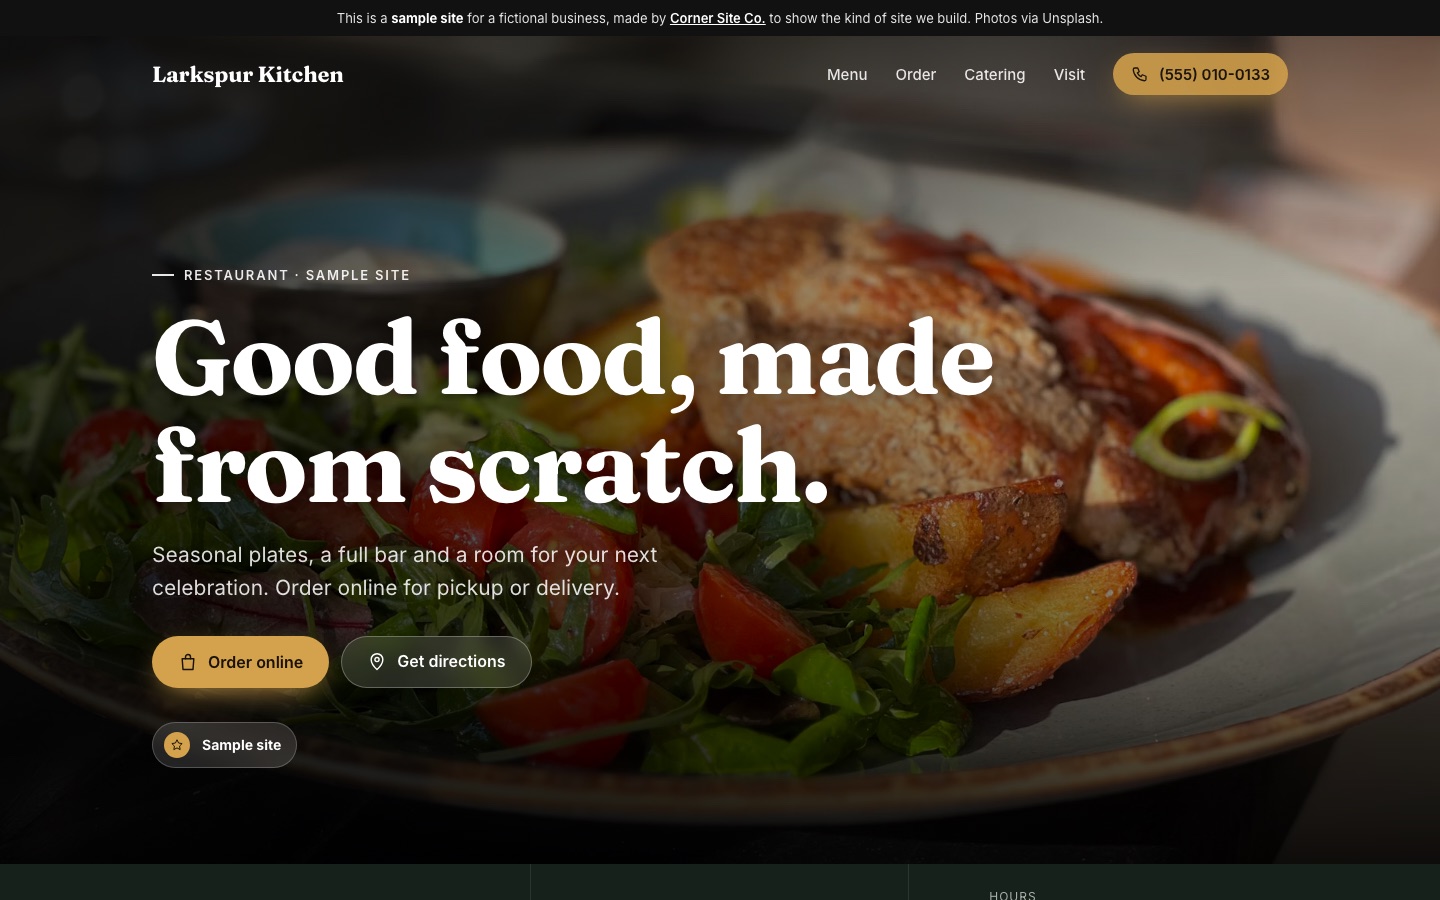 This is a sample site for a fictional business, made by Corner Site Co. to show the kind of site we build. Photos via Unsplash.
Larkspur Kitchen
Menu
Order
Catering
Visit
(555) 010-0133
RESTAURANT · SAMPLE SITE
Good food, made
from scratch.
Seasonal plates, a full bar and a room for your next
celebration. Order online for pickup or delivery.
Order online
Get directions
Sample site
HOURS